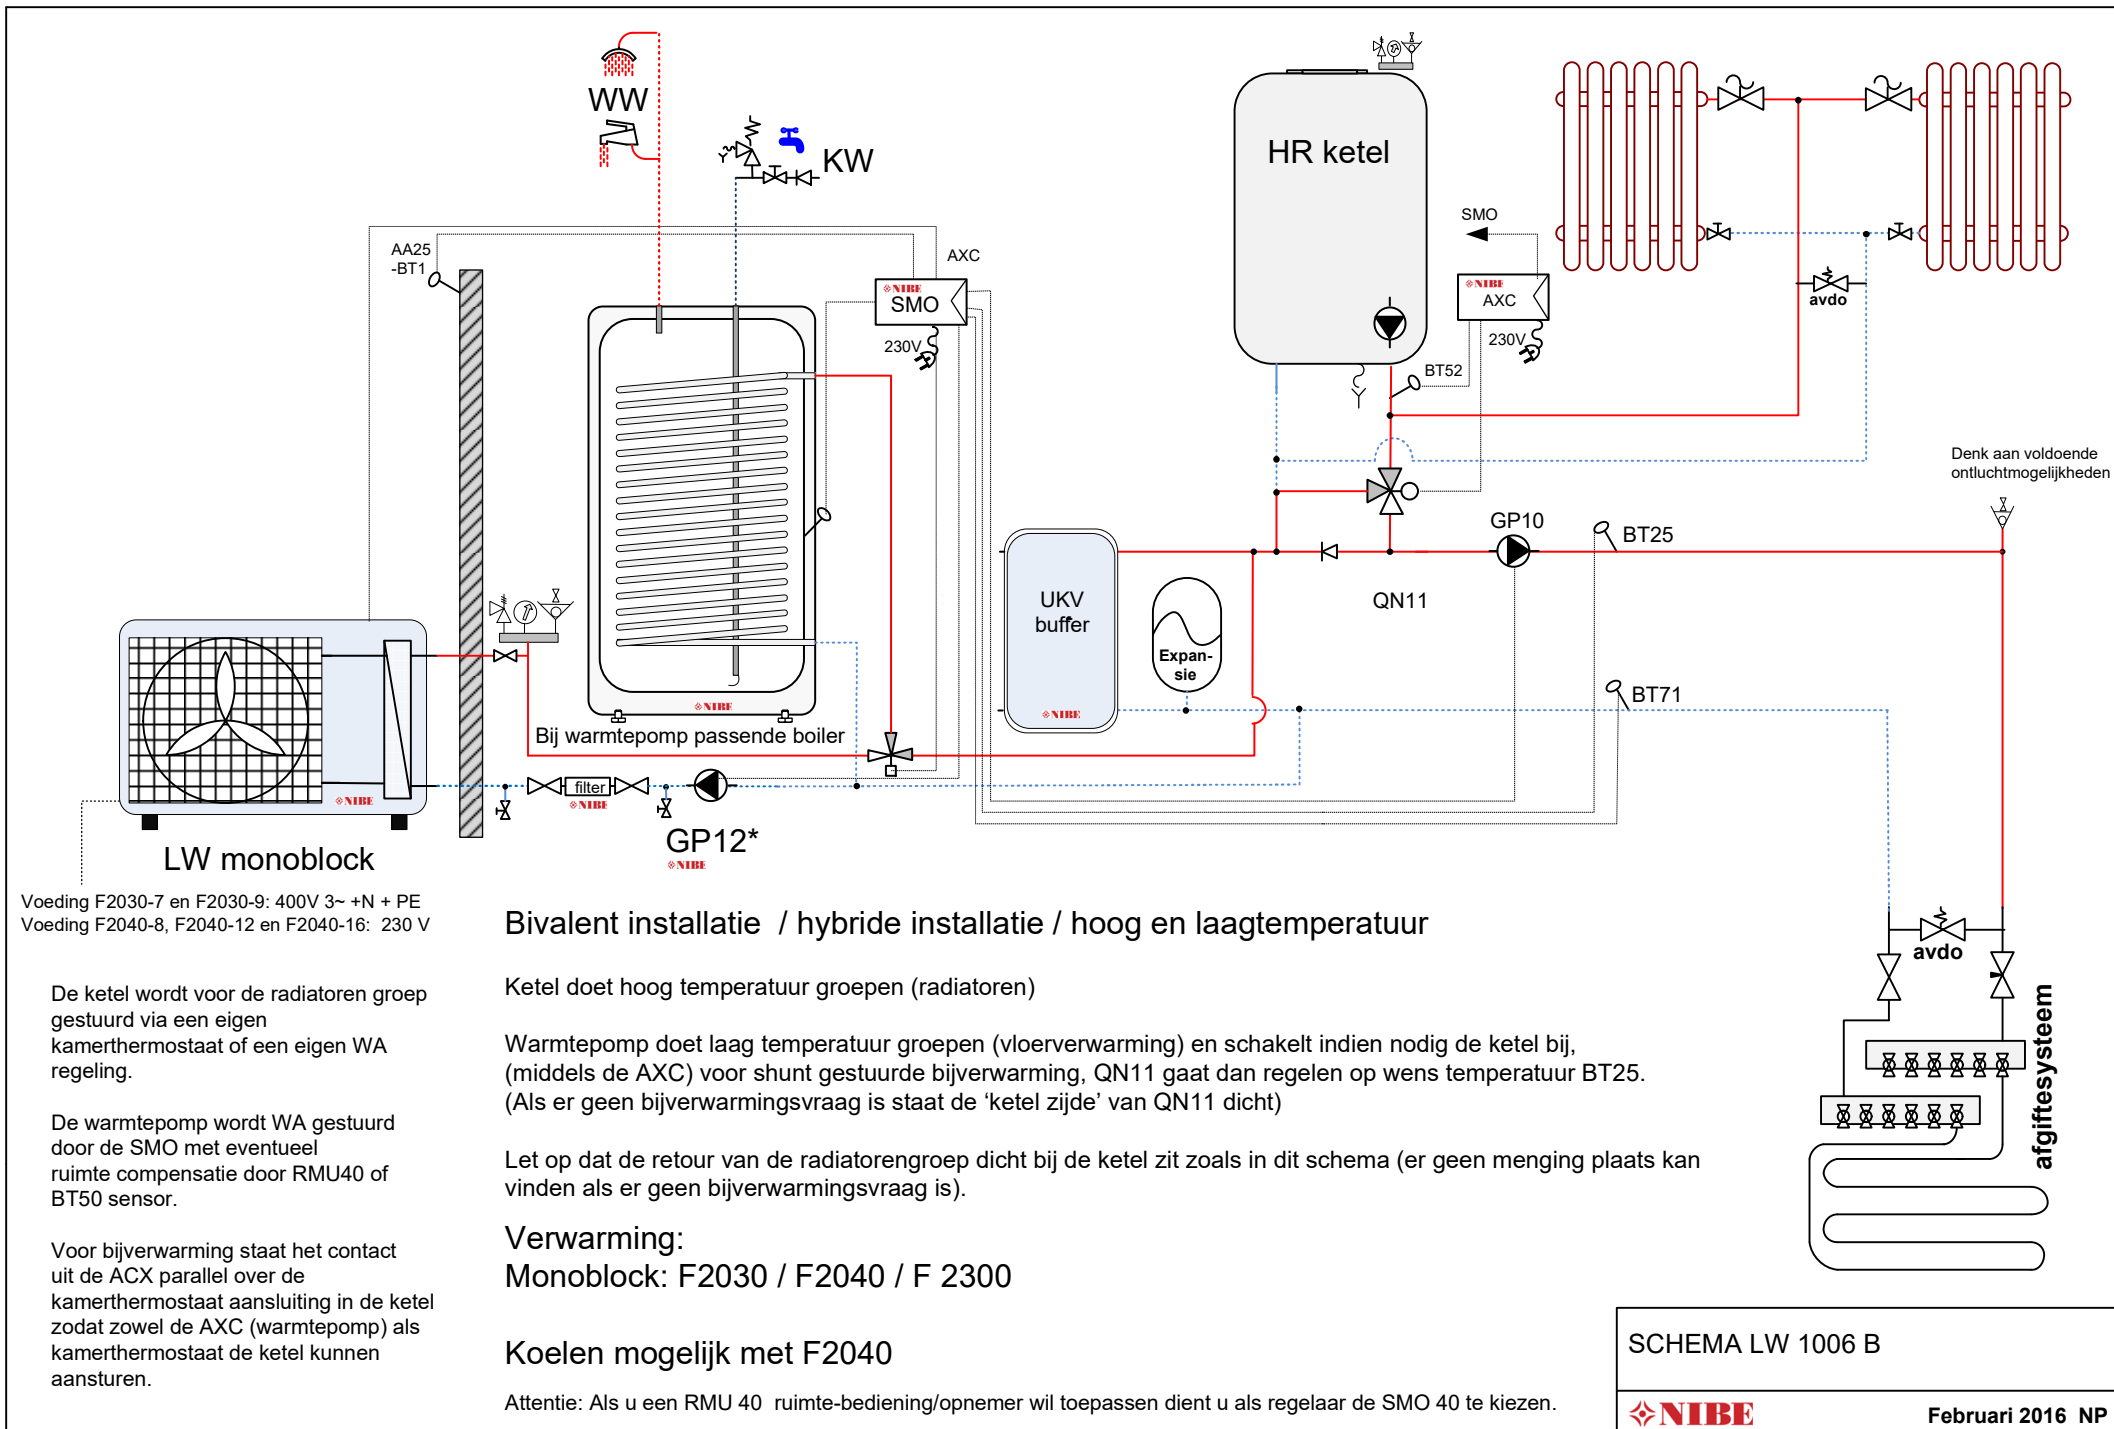 WW
KW
HR ketel
SMO
AA25
-BT1
AXC
NIBE
SMO
230V
NIBE
AXC
230V
BT52
avdo
Denk aan voldoende
ontluchtmogelijkheden
GP10
BT25
QN11
UKV
buffer
NIBE
Expan-
sie
BT71
NIBE
Bij warmtepomp passende boiler
filter
NIBE
GP12*
NIBE
NIBE
LW monoblock
Voeding F2030-7 en F2030-9: 400V 3~ +N + PE
Voeding F2040-8, F2040-12 en F2040-16: 230 V
De ketel wordt voor de radiatoren groep
gestuurd via een eigen
kamerthermostaat of een eigen WA
regeling.
De warmtepomp wordt WA gestuurd
door de SMO met eventueel
ruimte compensatie door RMU40 of
BT50 sensor.
Voor bijverwarming staat het contact
uit de ACX parallel over de
kamerthermostaat aansluiting in de ketel
zodat zowel de AXC (warmtepomp) als
kamerthermostaat de ketel kunnen
aansturen.
Bivalent installatie / hybride installatie / hoog en laagtemperatuur
Ketel doet hoog temperatuur groepen (radiatoren)
Warmtepomp doet laag temperatuur groepen (vloerverwarming) en schakelt indien nodig de ketel bij,
(middels de AXC) voor shunt gestuurde bijverwarming, QN11 gaat dan regelen op wens temperatuur BT25.
(Als er geen bijverwarmingsvraag is staat de ‘ketel zijde’ van QN11 dicht)
Let op dat de retour van de radiatorengroep dicht bij de ketel zit zoals in dit schema (er geen menging plaats kan
vinden als er geen bijverwarmingsvraag is).
Verwarming:
Monoblock: F2030 / F2040 / F 2300
Koelen mogelijk met F2040
Attentie: Als u een RMU 40 ruimte-bediening/opnemer wil toepassen dient u als regelaar de SMO 40 te kiezen.
avdo
afgiftesysteem
SCHEMA LW 1006 B
NIBE
Februari 2016 NP